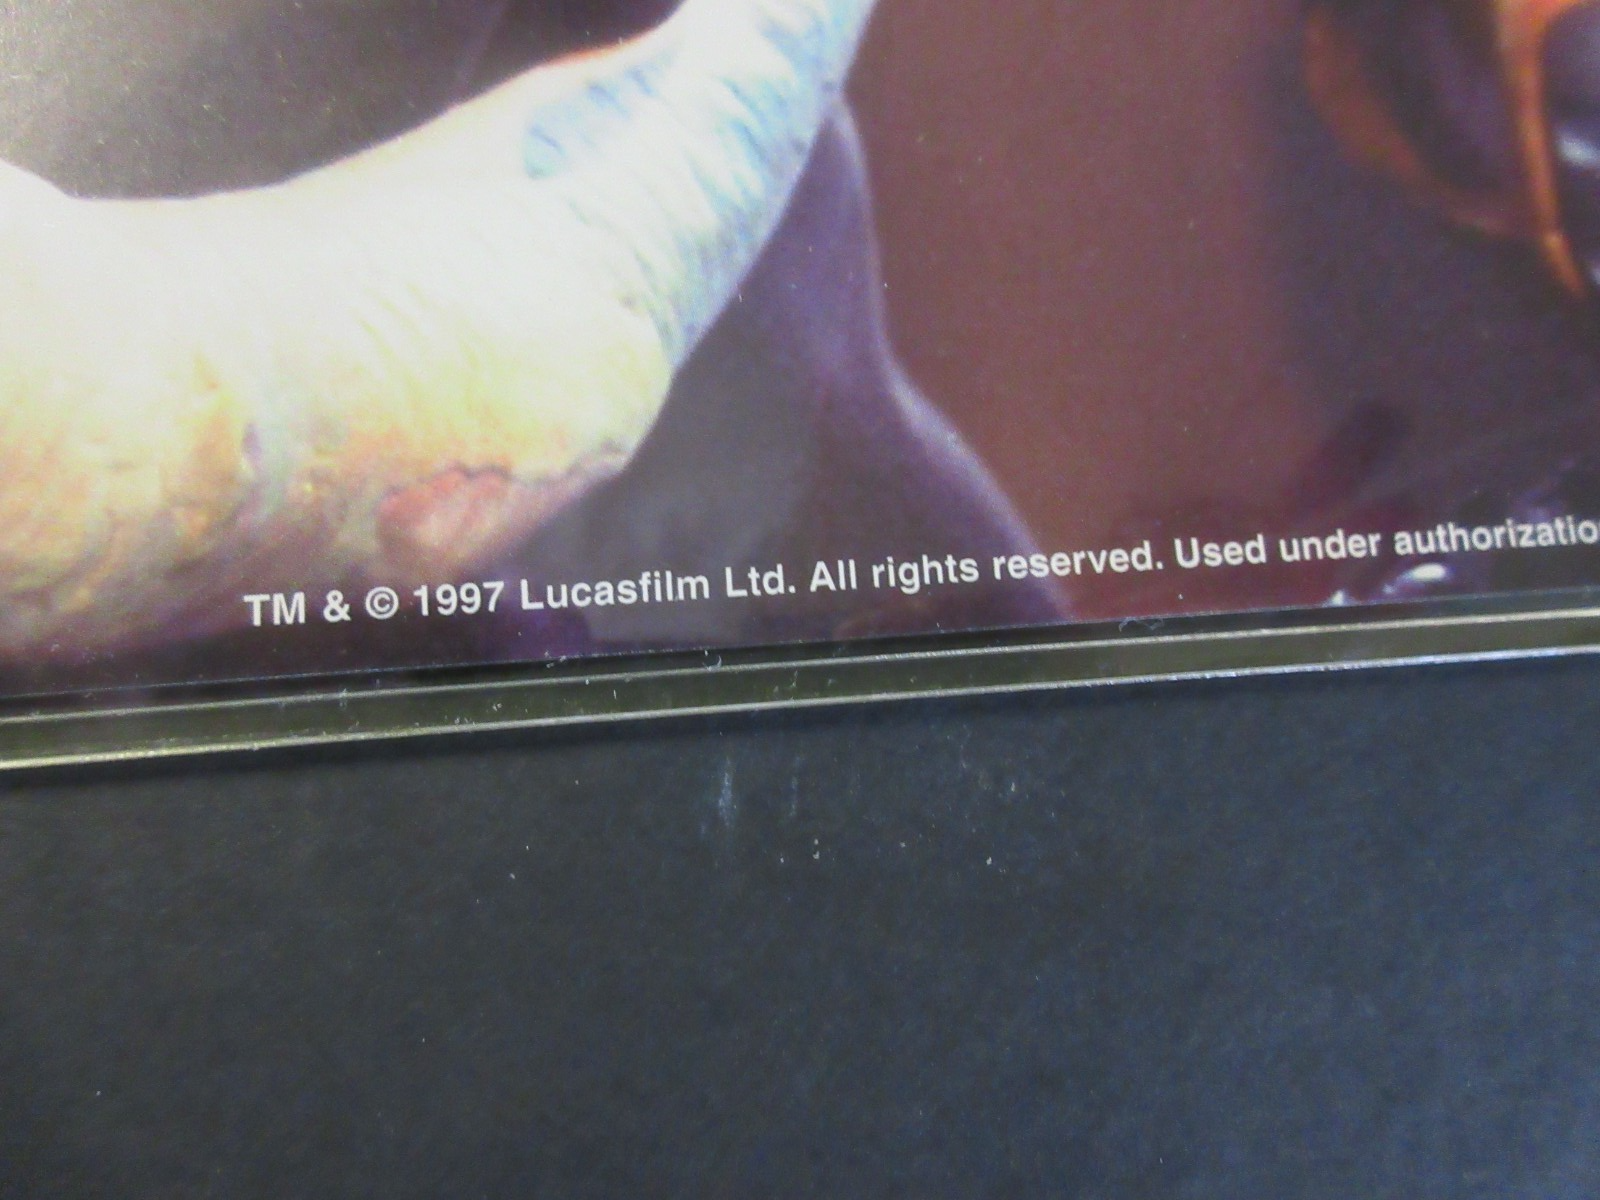 TM & © 1997 Lucasfilm Ltd. All rights reserved. Used under authorizatio